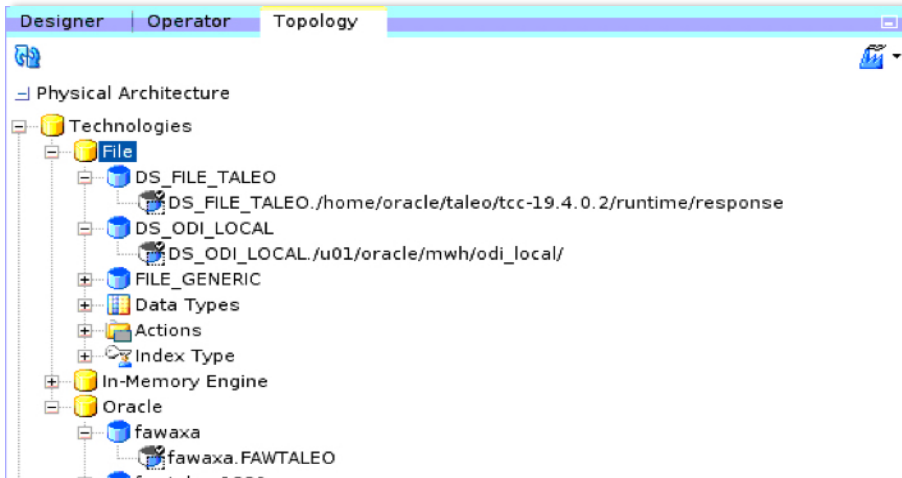 Designer Operator Topology
Physical Architecture
Technologies
File
DS_FILE_TALEO
DS_FILE_TALEO./home/oracle/taleo/tcc-19.4.0.2/runtime/response
DS_ODI_LOCAL
DS_ODI_LOCAL./u01/oracle/mwh/odi_local/
FILE_GENERIC
Data Types
Actions
Index Type
In-Memory Engine
Oracle
fawaxa
fawaxa.FAWTALEO